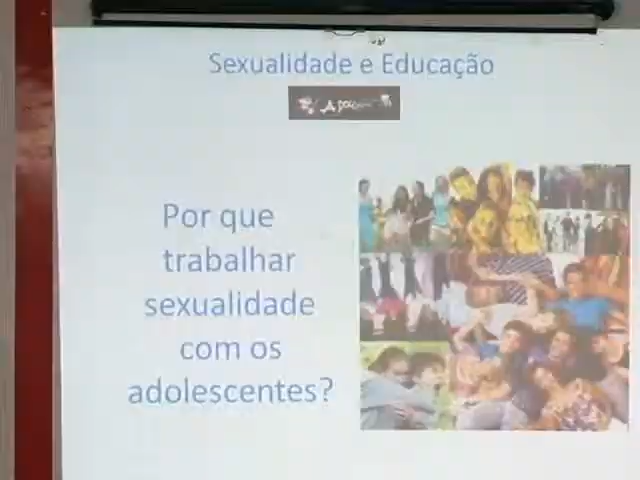 Sexualidade e Educação
Por que
trabalhar
sexualidade
com os
adolescentes?